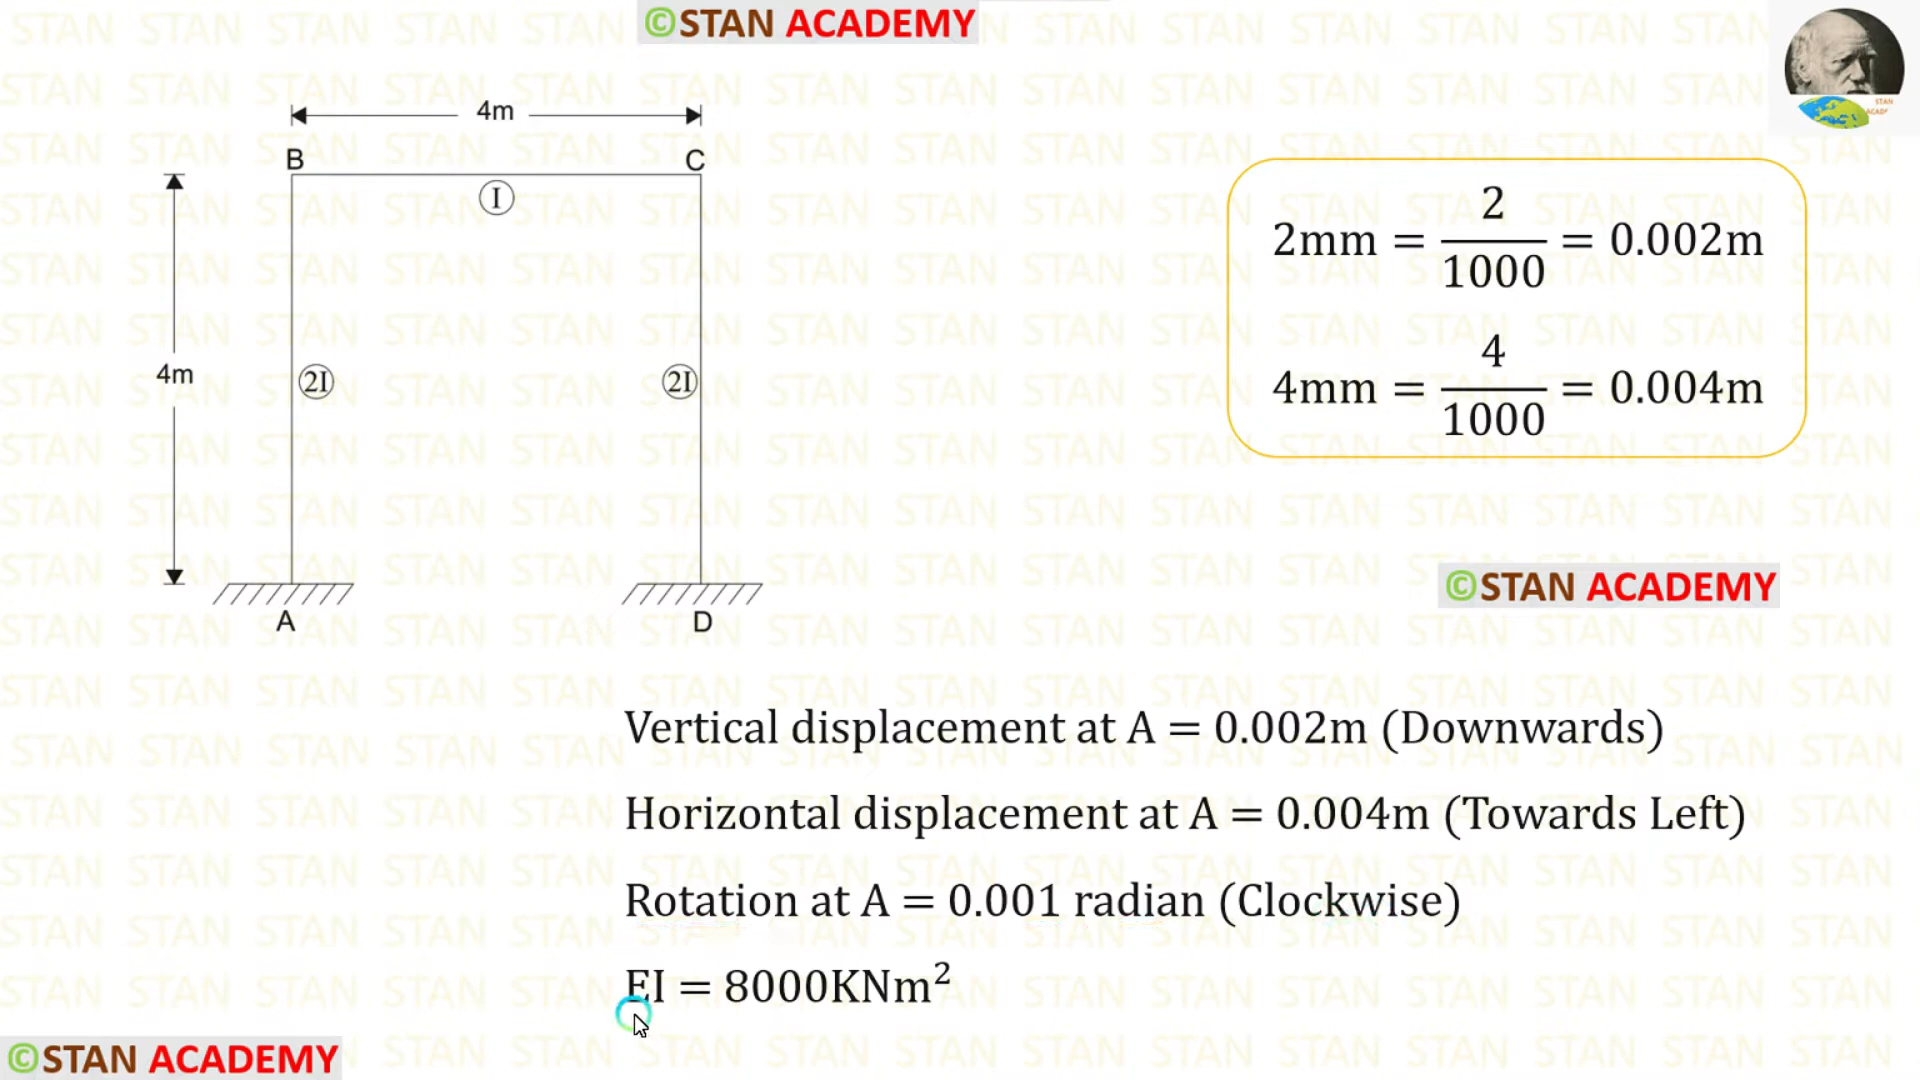 ©STAN ACADEMY
STAN
ACADF
4m
B
C
I
4m
2I
2I
A
D
2mm = 2/1000 = 0.002m
4mm = 4/1000 = 0.004m
©STAN ACADEMY
Vertical displacement at A = 0.002m (Downwards)
Horizontal displacement at A = 0.004m (Towards Left)
Rotation at A = 0.001 radian (Clockwise)
EI = 8000KNm²
©STAN ACADEMY